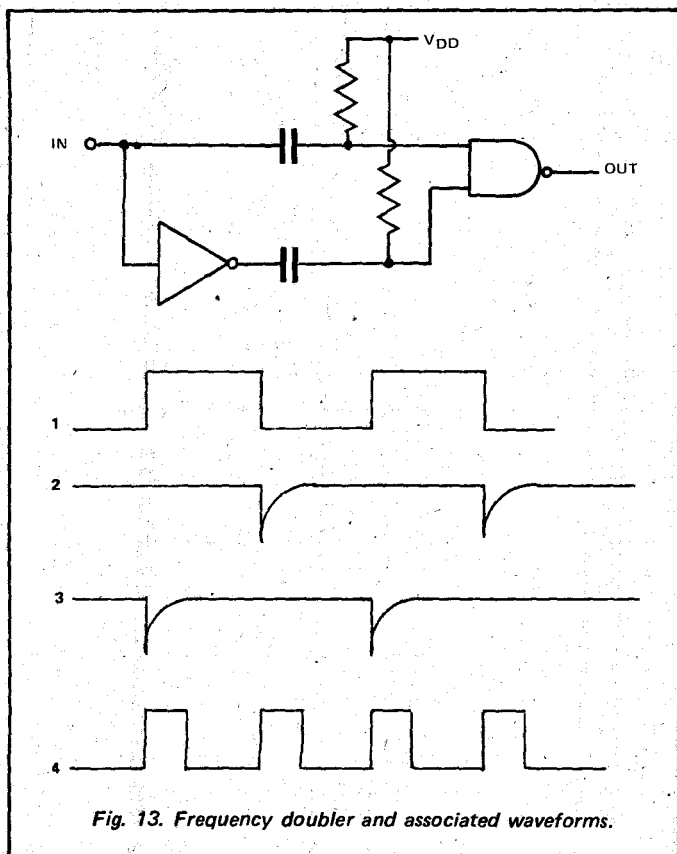 VDD
IN
OUT
1
2
3
4
Fig. 13. Frequency doubler and associated waveforms.